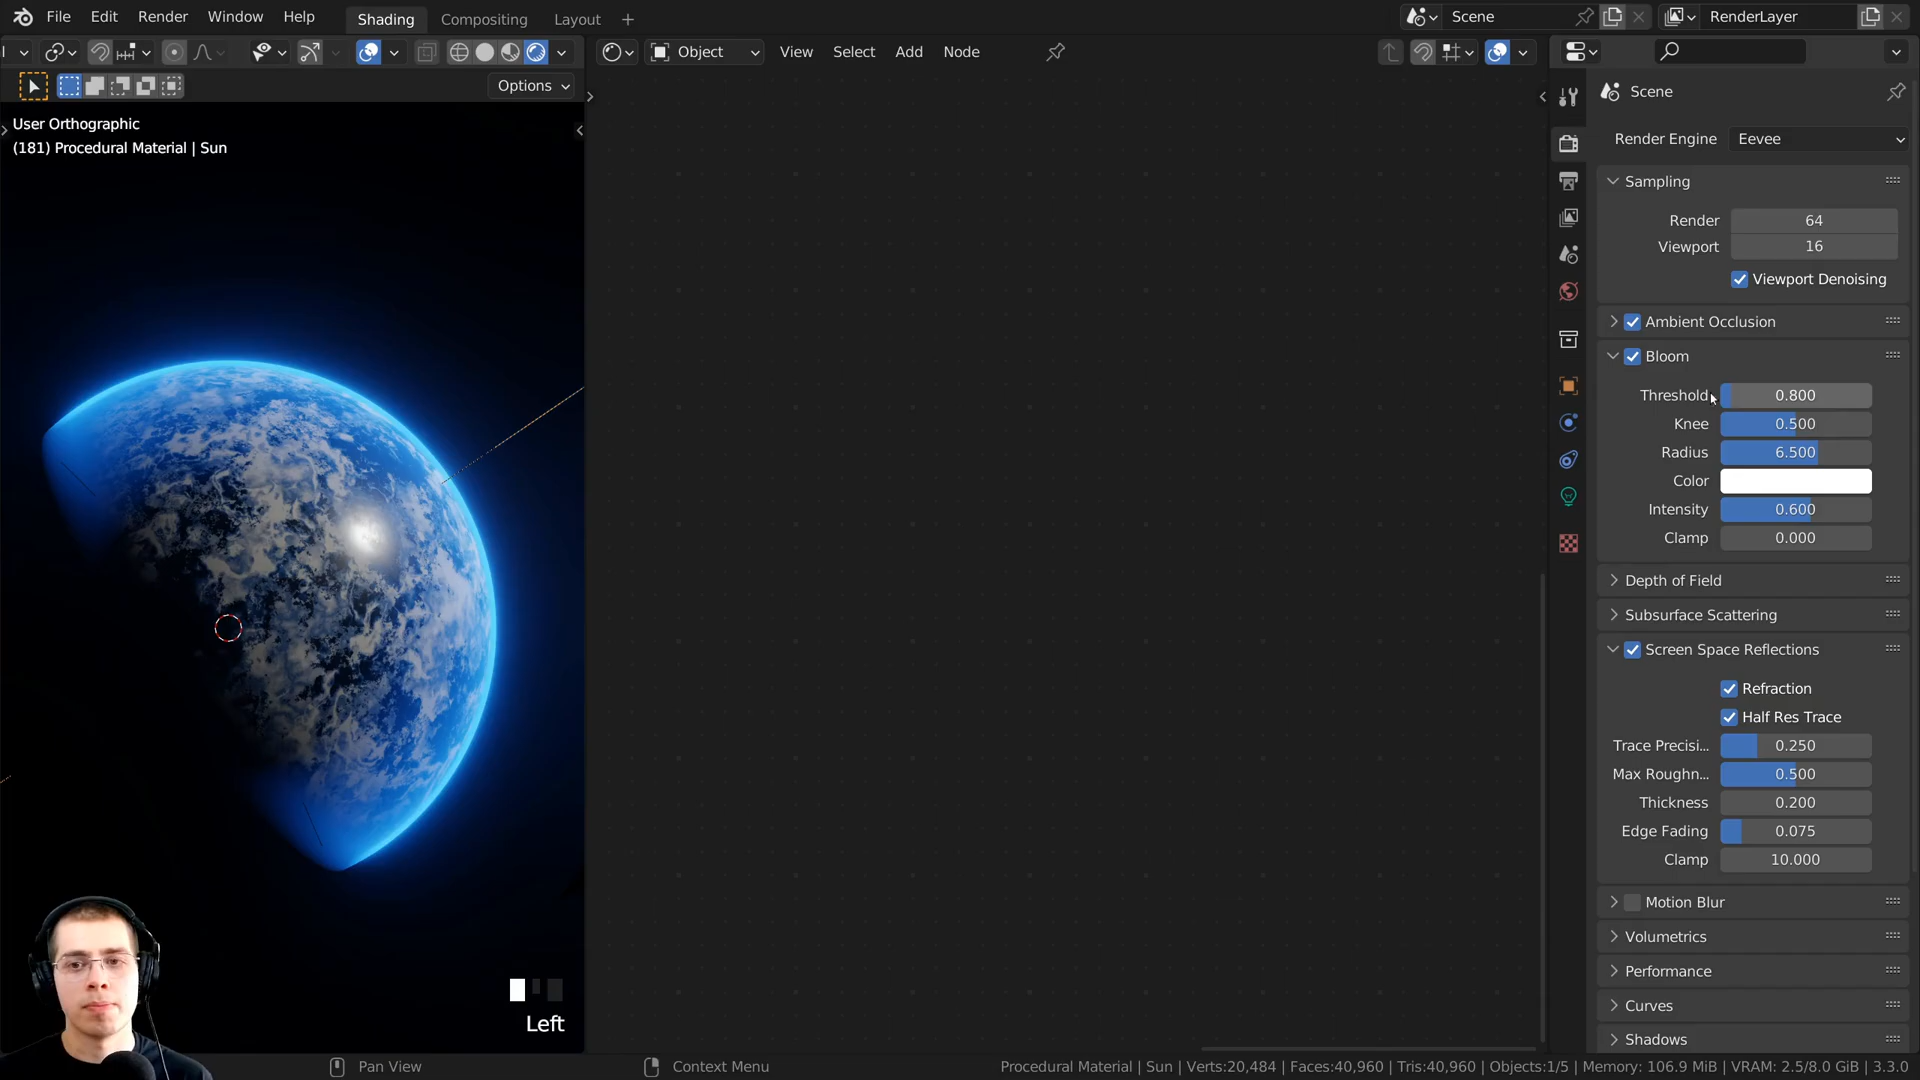 File Edit Render Window Help Shading Compositing Layout + Scene RenderLayer
Object View Select Add Node
Options
User Orthographic
(181) Procedural Material | Sun
Scene
Render Engine Eevee
Sampling
Render 64
Viewport 16
Viewport Denoising
Ambient Occlusion
Bloom
Threshold 0.800
Knee 0.500
Radius 6.500
Color
Intensity 0.600
Clamp 0.000
Depth of Field
Subsurface Scattering
Screen Space Reflections
Refraction
Half Res Trace
Trace Precisi... 0.250
Max Roughn... 0.500
Thickness 0.200
Edge Fading 0.075
Clamp 10.000
Motion Blur
Volumetrics
Performance
Curves
Shadows
Left
Pan View Context Menu Procedural Material | Sun | Verts:20,484 | Faces:40,960 | Tris:40,960 | Objects:1/5 | Memory: 106.9 MiB | VRAM: 2.5/8.0 GiB | 3.3.0